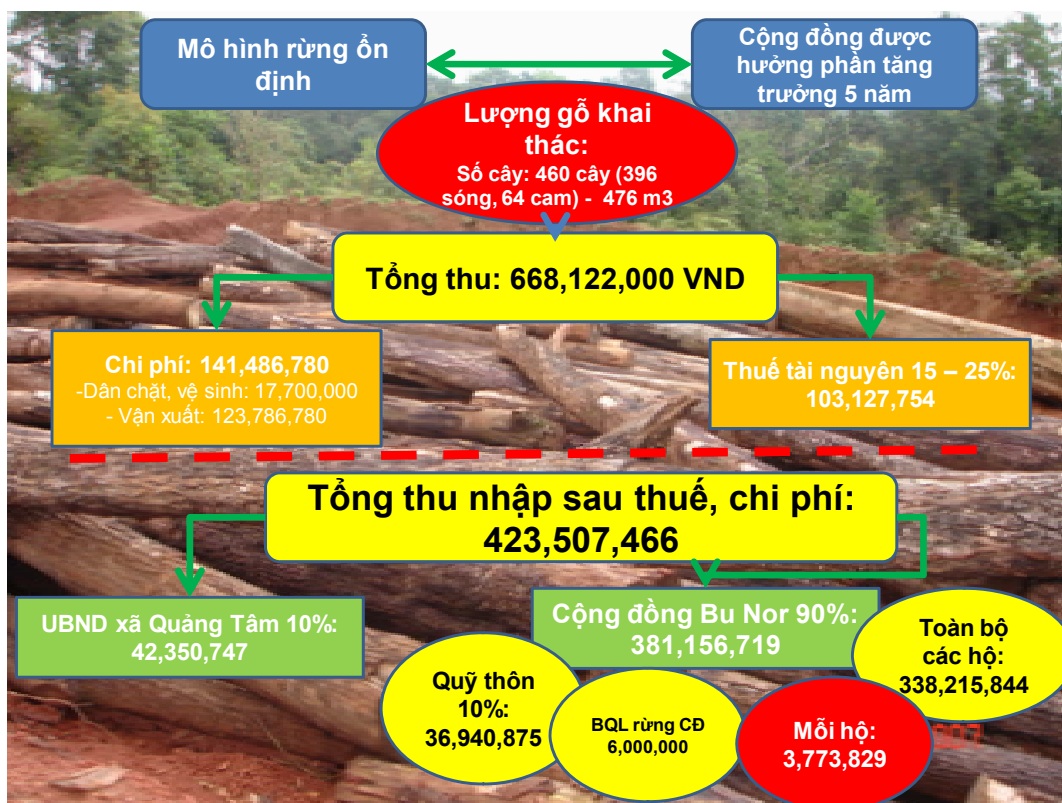 Mô hình rừng ổn
định
Cộng đồng được
hưởng phần tăng
trưởng 5 năm
Lượng gỗ khai
thác:
Số cây: 460 cây (396
sóng, 64 cam) - 476 m3
Tổng thu: 668,122,000 VND
Chi phí: 141,486,780
-Dân chặt, vệ sinh: 17,700,000
- Vận xuất: 123,786,780
Thuế tài nguyên 15 – 25%:
103,127,754
Tổng thu nhập sau thuế, chi phí:
423,507,466
UBND xã Quảng Tâm 10%:
42,350,747
Cộng đồng Bu Nor 90%:
381,156,719
Toàn bộ
các hộ:
338,215,844
Quỹ thôn
10%:
36,940,875
BQL rừng CĐ
6,000,000
Mỗi hộ:
3,773,829